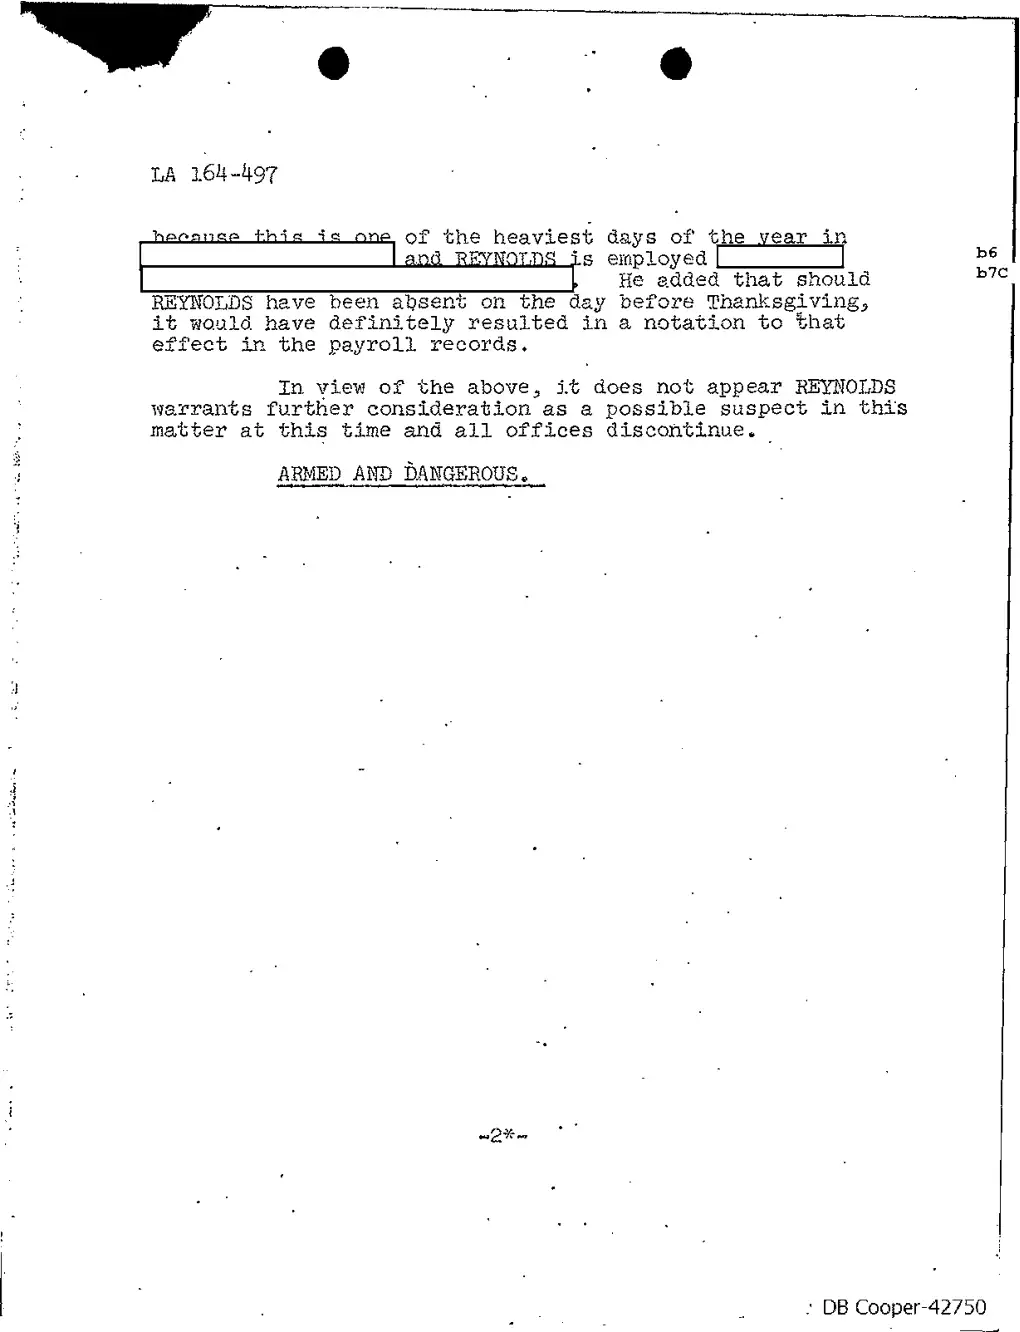 LA 164-497
because this is one of the heaviest days of the year in
and REYNOLDS is employed
b6
b7C
. He added that should
REYNOLDS have been absent on the day before Thanksgiving,
it would have definitely resulted in a notation to that
effect in the payroll records.
In view of the above, it does not appear REYNOLDS
warrants further consideration as a possible suspect in this
matter at this time and all offices discontinue.
ARMED AND DANGEROUS.
-2*-
DB Cooper-42750